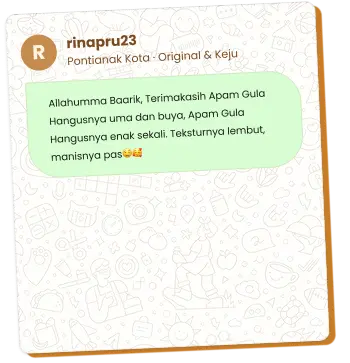 R
rinapru23
Pontianak Kota · Original & Keju
Allahumma Baarik, Terimakasih Apam Gula
Hangusnya uma dan buya, Apam Gula
Hangusnya enak sekali. Teksturnya lembut,
manisnya pas😋🥰